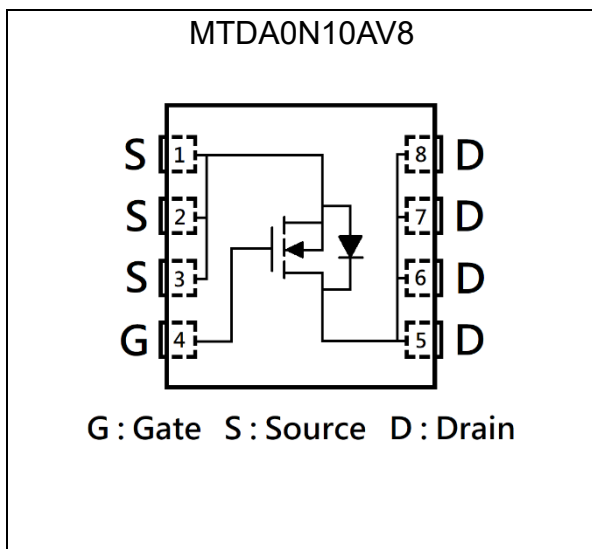 MTDA0N10AV8
S 1 8 D
S 2 7 D
S 3 6 D
G 4 5 D
G : Gate S : Source D : Drain